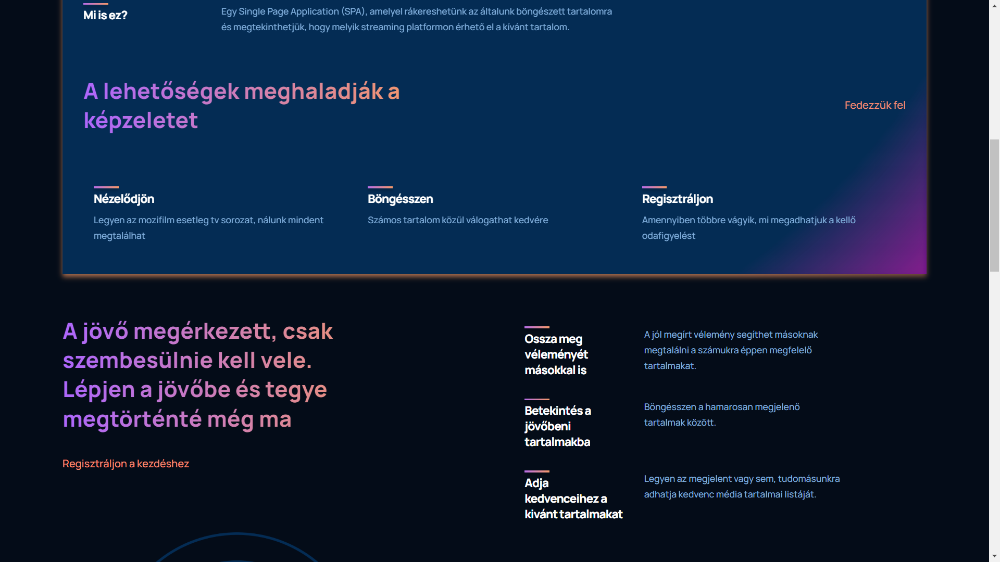 Mi is ez?
Egy Single Page Application (SPA), amelyel rákereshetünk az általunk böngészett tartalomra
és megtekinthetjük, hogy melyik streaming platformon érhető el a kívánt tartalom.
A lehetőségek meghaladják a
képzeletet
Fedezzük fel
Nézelődjön
Legyen az mozifilm esetleg tv sorozat, nálunk mindent
megtalálhat
Böngésszen
Számos tartalom közül válogathat kedvére
Regisztráljon
Amennyiben többre vágyik, mi megadhatjuk a kellő
odafigyelést
A jövő megérkezett, csak
szembesülnie kell vele.
Lépjen a jövőbe és tegye
megtörténté még ma
Regisztráljon a kezdéshez
Ossza meg
véleményét
másokkal is
A jól megírt vélemény segíthet másoknak
megtalálni a számukra éppen megfelelő
tartalmakat.
Betekintés a
jövőbeni
tartalmakba
Böngésszen a hamarosan megjelenő
tartalmak között.
Adja
kedvenceihez a
kivánt tartalmakat
Legyen az megjelent vagy sem, tudomásunkra
adhatja kedvenc média tartalmai listáját.